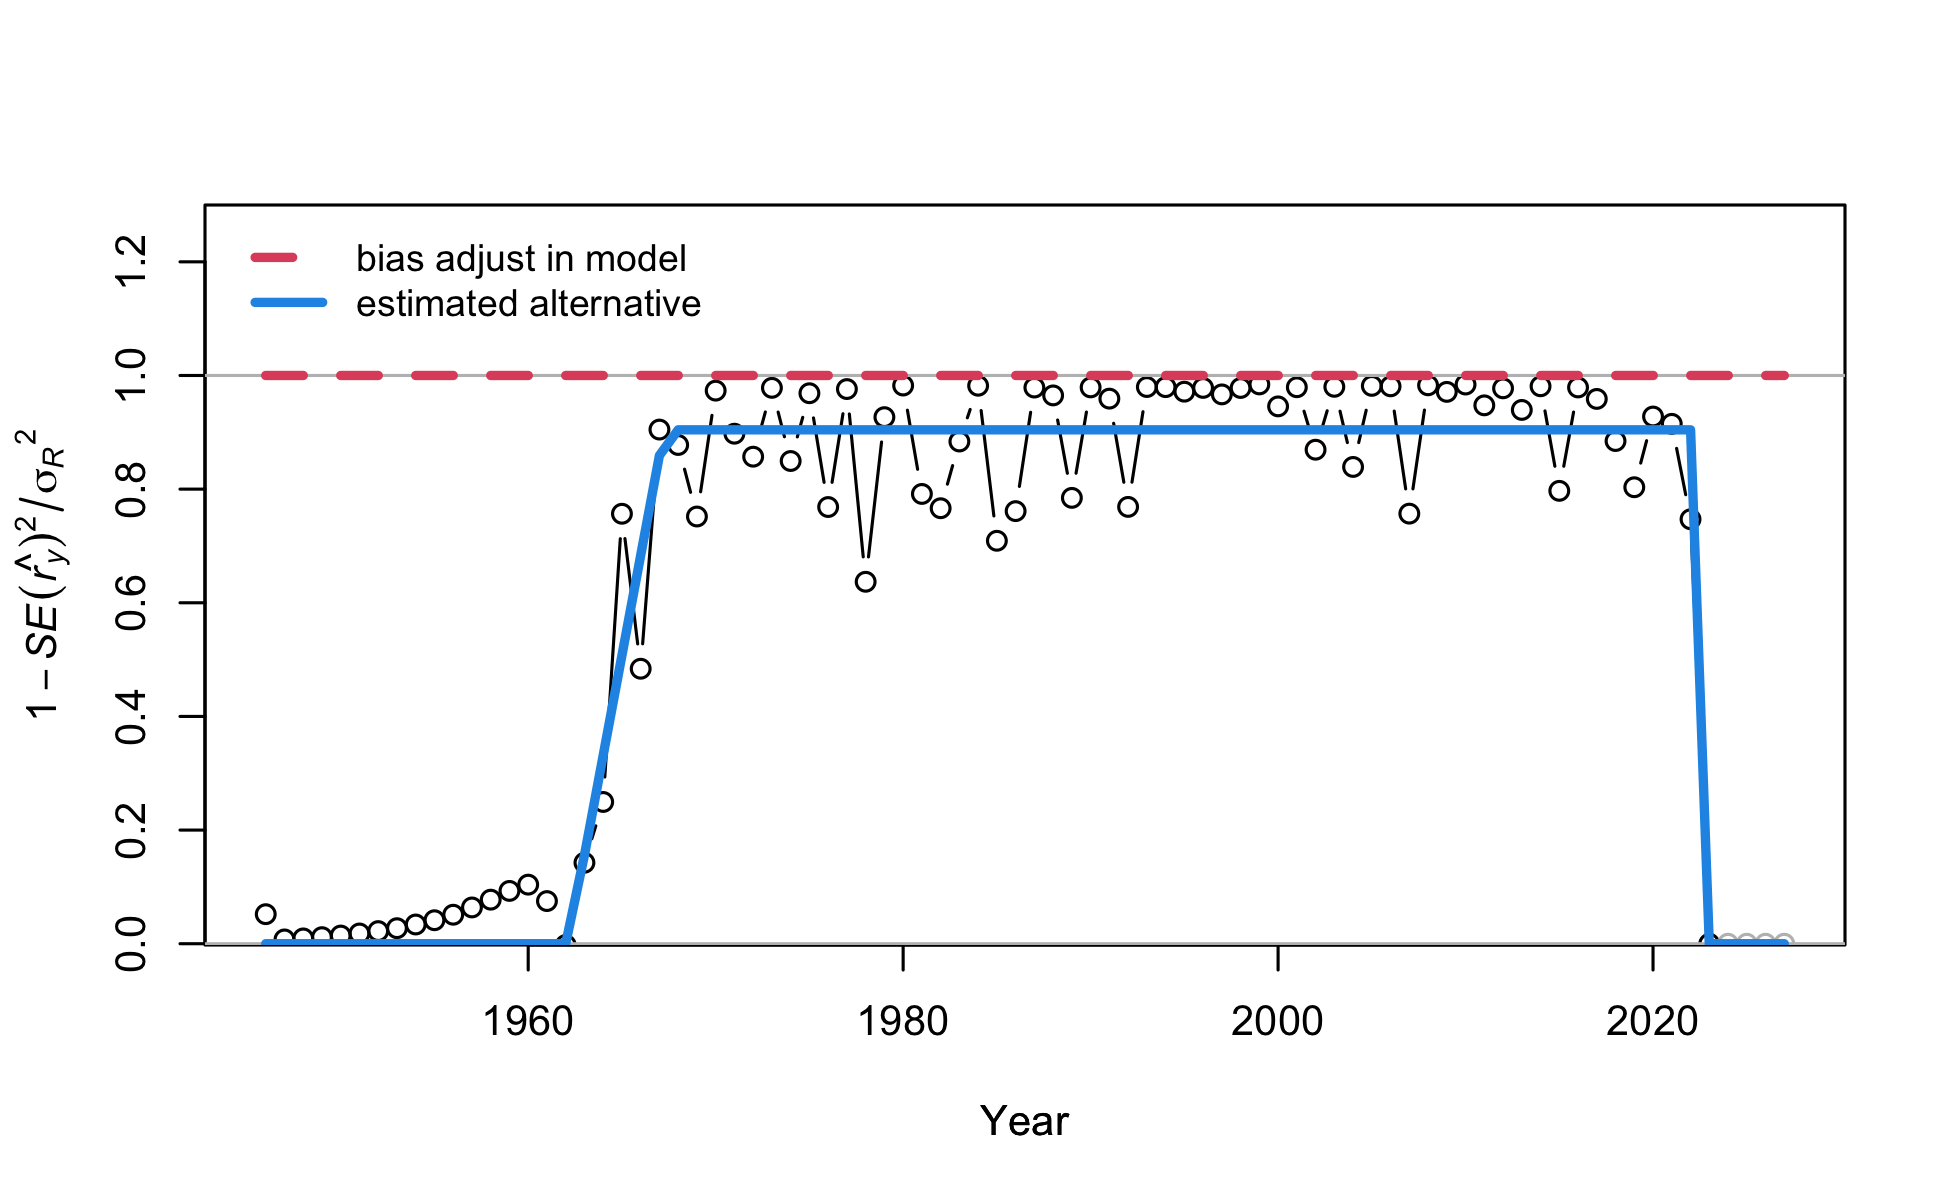 bias adjust in model
estimated alternative
1 − SE(r̂y)²/σR²
1.2
1.0
0.8
0.6
0.4
0.2
0.0
1960 1980 2000 2020
Year